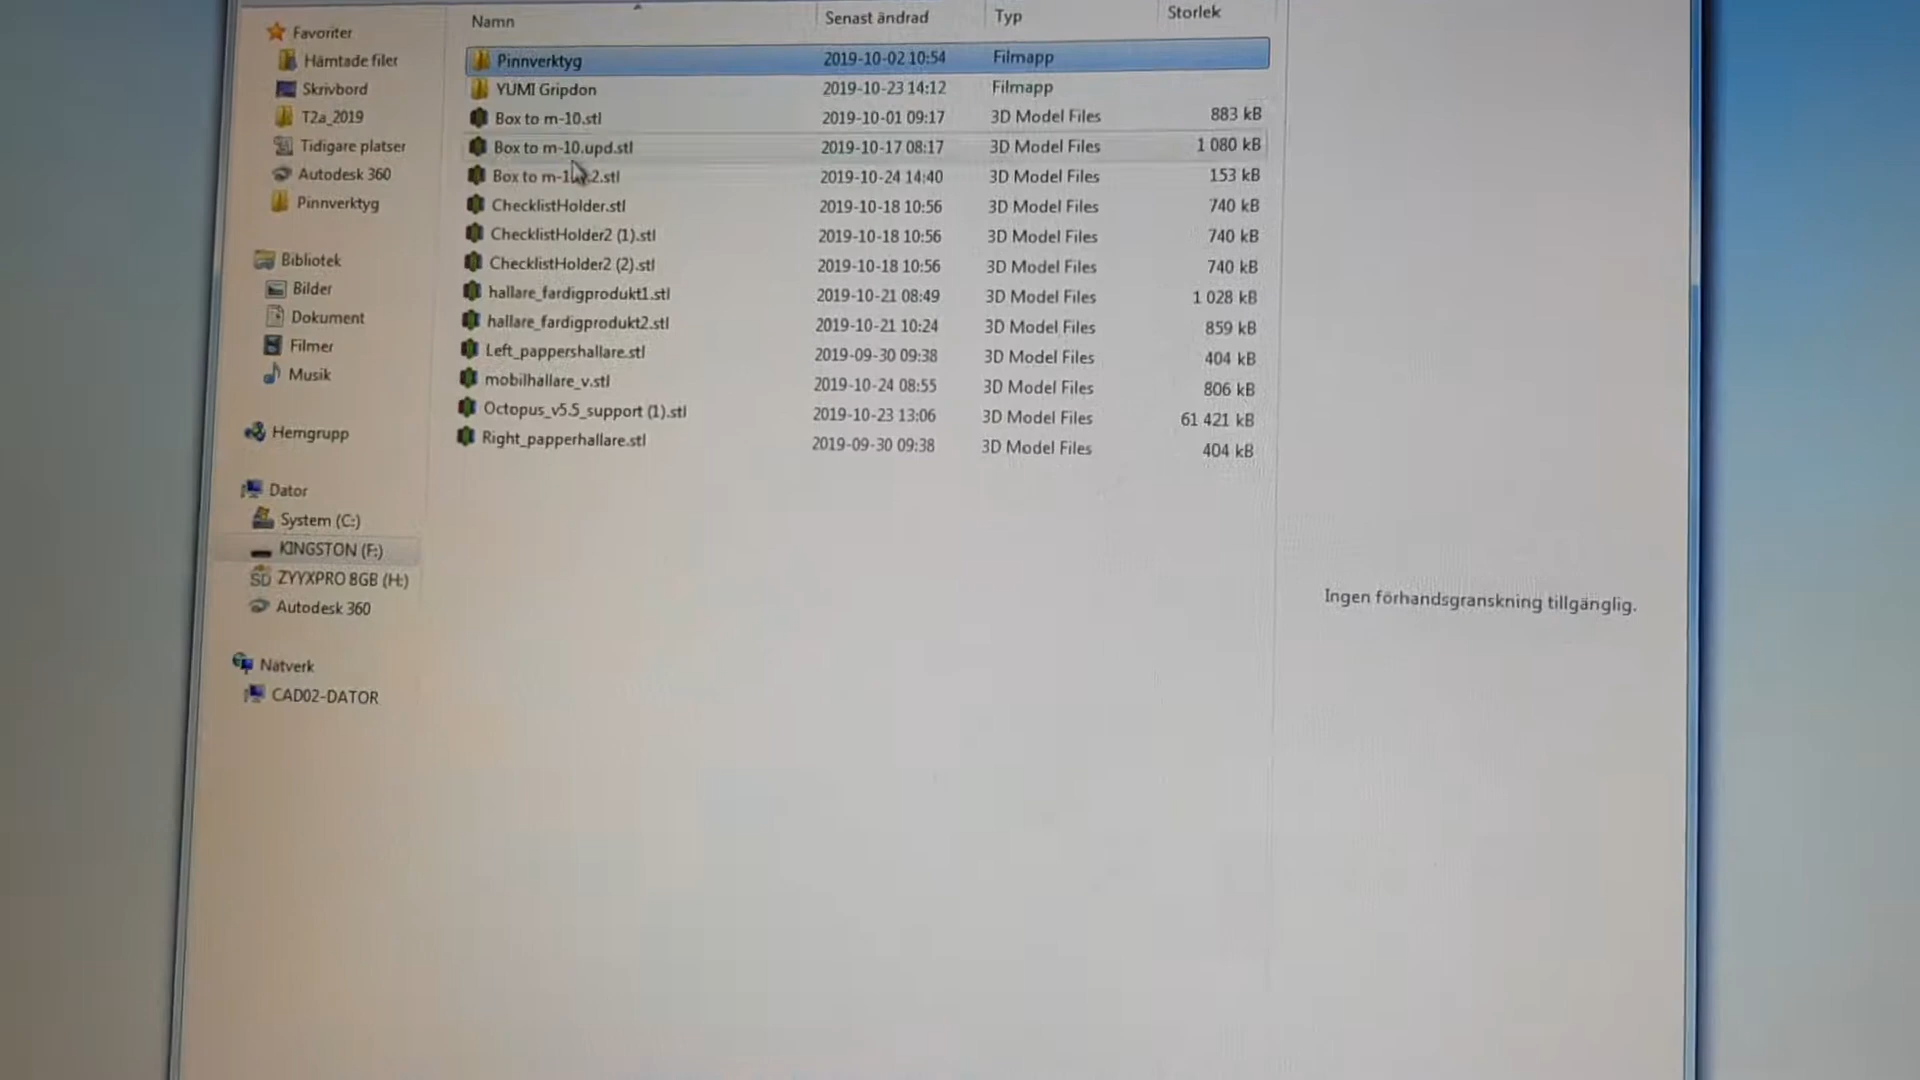 Favoriter
Hämtade filer
Skrivbord
T2a_2019
Tidigare platser
Autodesk 360
Pinnverktyg
Bibliotek
Bilder
Dokument
Filmer
Musik
Hemgrupp
Dator
System (C:)
KINGSTON (F:)
ZYYXPRO 8GB (H:)
Autodesk 360
Nätverk
CAD02-DATOR
Namn Senast ändrad Typ Storlek
Pinnverktyg 2019-10-02 10:54 Filmapp
YUMI Gripdon 2019-10-23 14:12 Filmapp
Box to m-10.stl 2019-10-01 09:17 3D Model Files 883 kB
Box to m-10.upd.stl 2019-10-17 08:17 3D Model Files 1 080 kB
Box to 2019-10-24 14:40 3D Model Files 153 kB
ChecklistHolder.stl 2019-10-18 10:56 3D Model Files 740 kB
ChecklistHolder2 (1).stl 2019-10-18 10:56 3D Model Files 740 kB
ChecklistHolder2 (2).stl 2019-10-18 10:56 3D Model Files 740 kB
hallare_fardigprodukt1.stl 2019-10-21 08:49 3D Model Files 1 028 kB
hallare_fardigprodukt2.stl 2019-10-21 10:24 3D Model Files 859 kB
Left_pappershallare.stl 2019-09-30 09:38 3D Model Files 404 kB
mobilhallare_v.stl 2019-10-24 08:55 3D Model Files 806 kB
Octopus_v5.5_support (1).stl 2019-10-23 13:06 3D Model Files 61 421 kB
Right_papperhallare.stl 2019-09-30 09:38 3D Model Files 404 kB
Ingen förhandsgranskning tillgänglig.